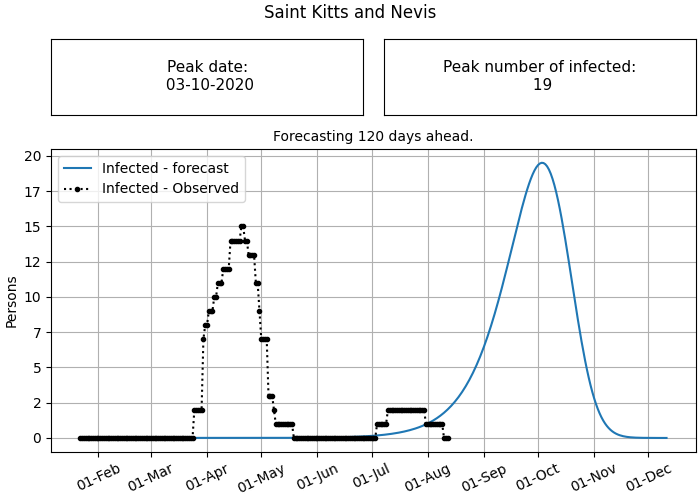 Saint Kitts and Nevis
Peak date:
03-10-2020
Peak number of infected:
19
Forecasting 120 days ahead.
Infected - forecast
Infected - Observed
Persons
20
17
15
12
10
7
5
2
0
01-Feb
01-Mar
01-Apr
01-May
01-Jun
01-Jul
01-Aug
01-Sep
01-Oct
01-Nov
01-Dec